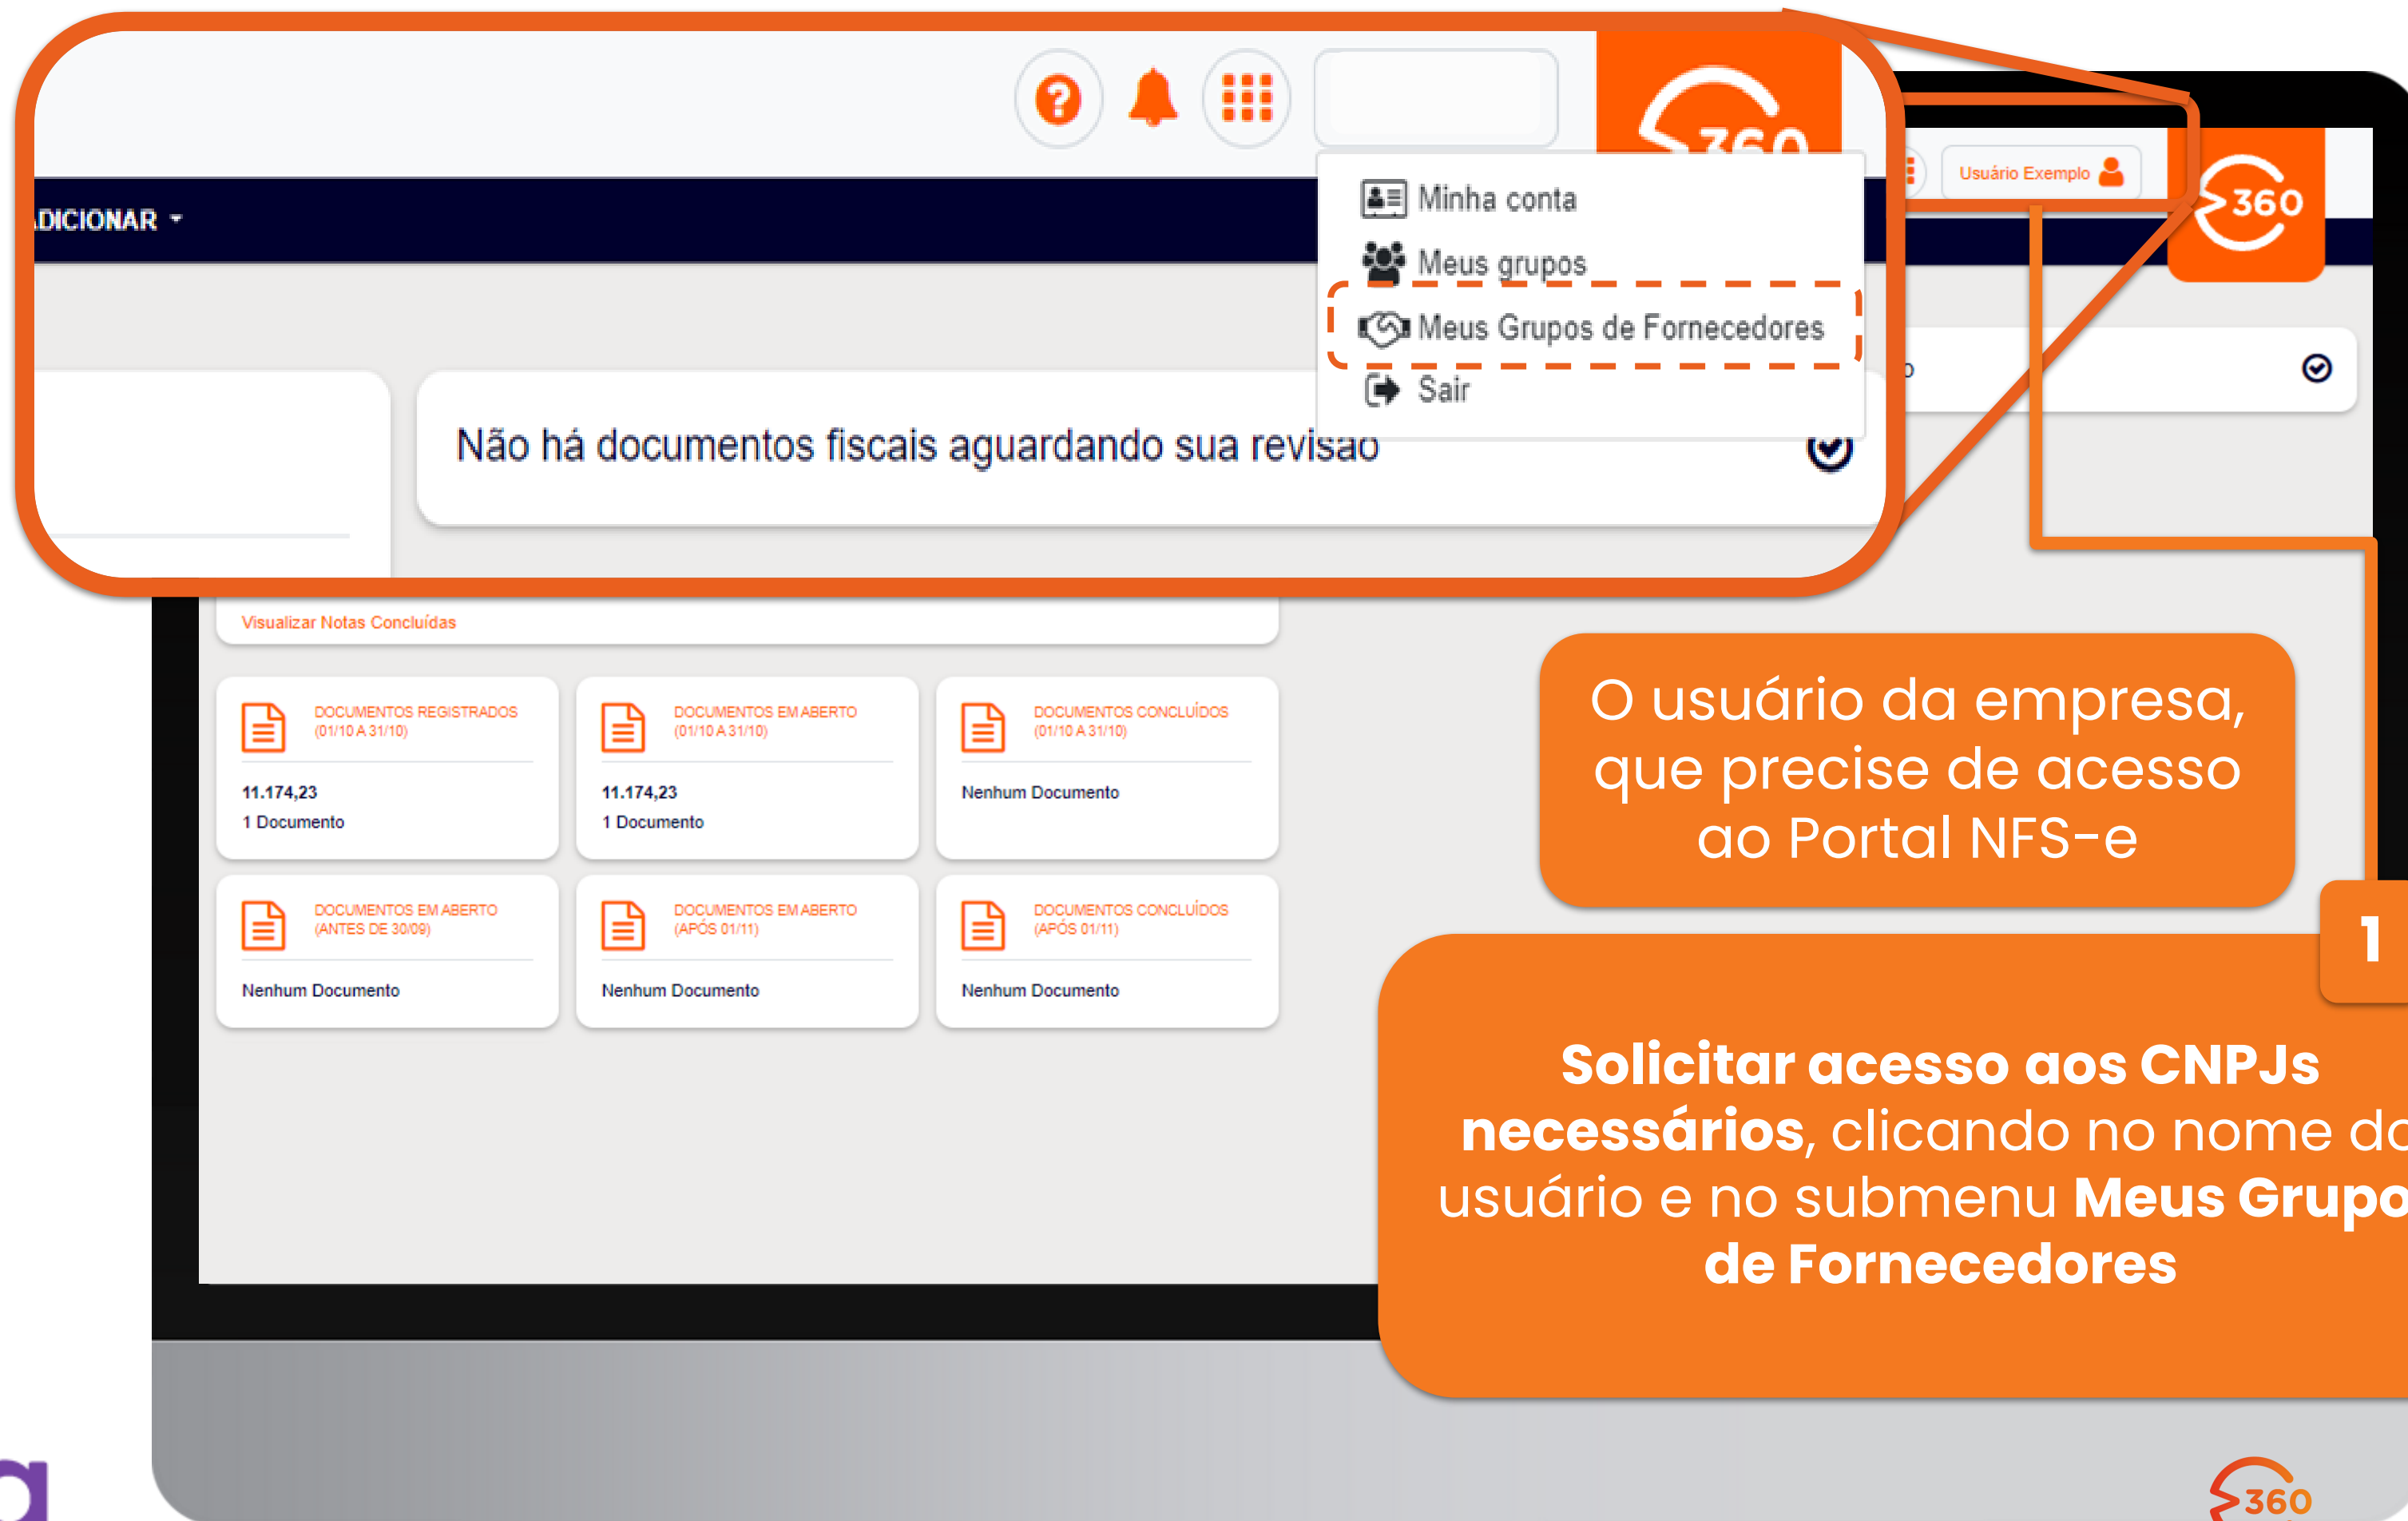 360
DICIONAR
Minha conta
Meus grupos
Meus Grupos de Fornecedores
Sair
Não há documentos fiscais aguardando sua revisão
Usuário Exemplo
360
Visualizar Notas Concluídas
DOCUMENTOS REGISTRADOS
(01/10 A 31/10)
11.174,23
1 Documento
DOCUMENTOS EM ABERTO
(01/10 A 31/10)
11.174,23
1 Documento
DOCUMENTOS CONCLUÍDOS
(01/10 A 31/10)
Nenhum Documento
DOCUMENTOS EM ABERTO
(ANTES DE 30/09)
Nenhum Documento
DOCUMENTOS EM ABERTO
(APÓS 01/11)
Nenhum Documento
DOCUMENTOS CONCLUÍDOS
(APÓS 01/11)
Nenhum Documento
O usuário da empresa,
que precise de acesso
ao Portal NFS-e
1
Solicitar acesso aos CNPJs
necessários, clicando no nome do
usuário e no submenu Meus Grupo
de Fornecedores
360